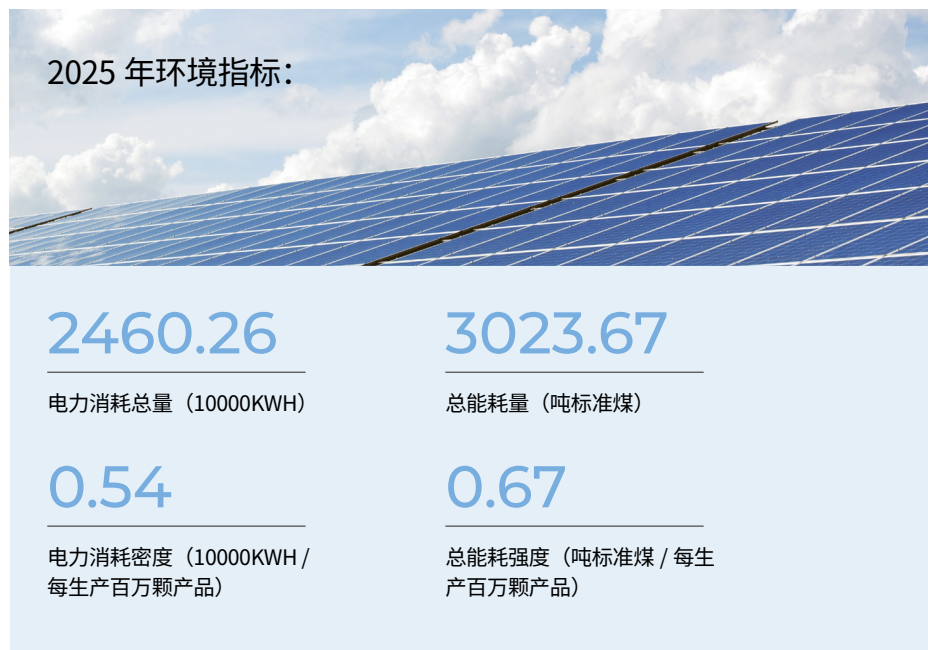 2025 年环境指标：
2460.26
电力消耗总量（10000KWH）
3023.67
总能耗量（吨标准煤）
0.54
电力消耗密度（10000KWH /
每生产百万颗产品）
0.67
总能耗强度（吨标准煤 / 每生
产百万颗产品）